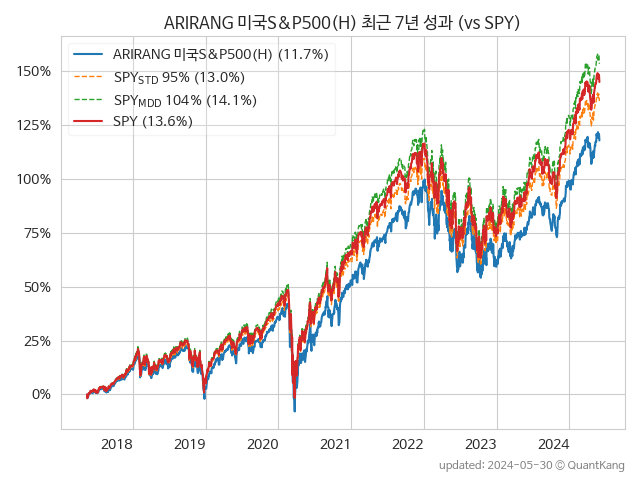 ARIRANG 미국S&P500(H) 최근 7년 성과 (vs SPY)
ARIRANG 미국S&P500(H) (11.7%)
SPY_STD 95% (13.0%)
SPY_MDD 104% (14.1%)
SPY (13.6%)
150%
125%
100%
75%
50%
25%
0%
2018 2019 2020 2021 2022 2023 2024
updated: 2024-05-30 © QuantKang